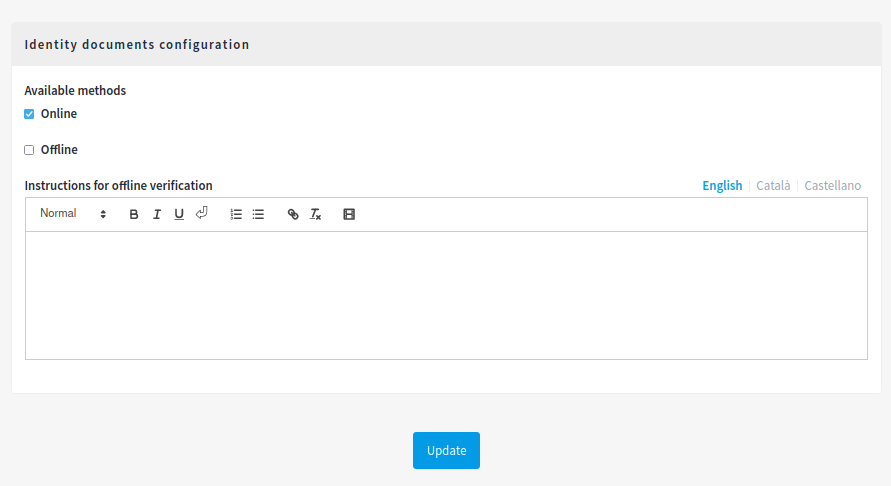 Identity documents configuration
Available methods
Online
Offline
Instructions for offline verification English Català Castellano
Normal B I U
Update